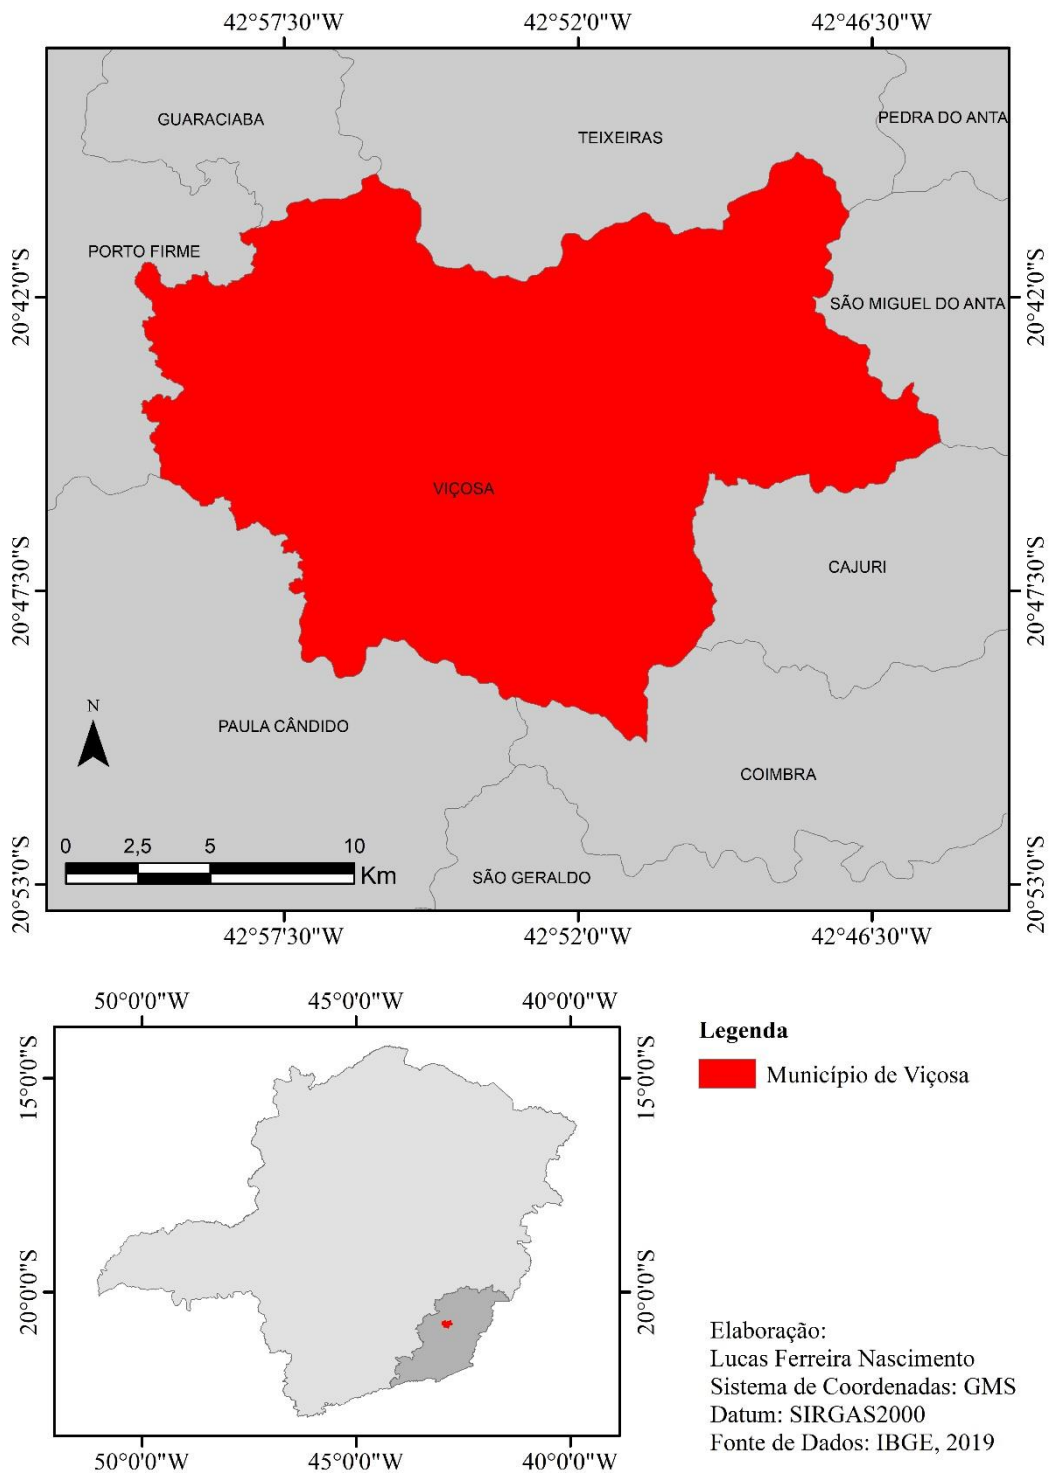 42°57'30"W 42°52'0"W 42°46'30"W
GUARACIABA
PEDRA DO ANTA
TEIXEIRAS
PORTO FIRME
20°42'0"S
SÃO MIGUEL DO ANTA
20°42'0"S
VIÇOSA
CAJURI
20°47'30"S
20°47'30"S
N
PAULA CÂNDIDO
COIMBRA
0 2,5 5 10
Km
SÃO GERALDO
20°53'0"S
20°53'0"S
42°57'30"W 42°52'0"W 42°46'30"W
50°0'0"W 45°0'0"W 40°0'0"W
15°0'0"S
15°0'0"S
20°0'0"S
20°0'0"S
50°0'0"W 45°0'0"W 40°0'0"W
Legenda
Município de Viçosa
Elaboração:
Lucas Ferreira Nascimento
Sistema de Coordenadas: GMS
Datum: SIRGAS2000
Fonte de Dados: IBGE, 2019